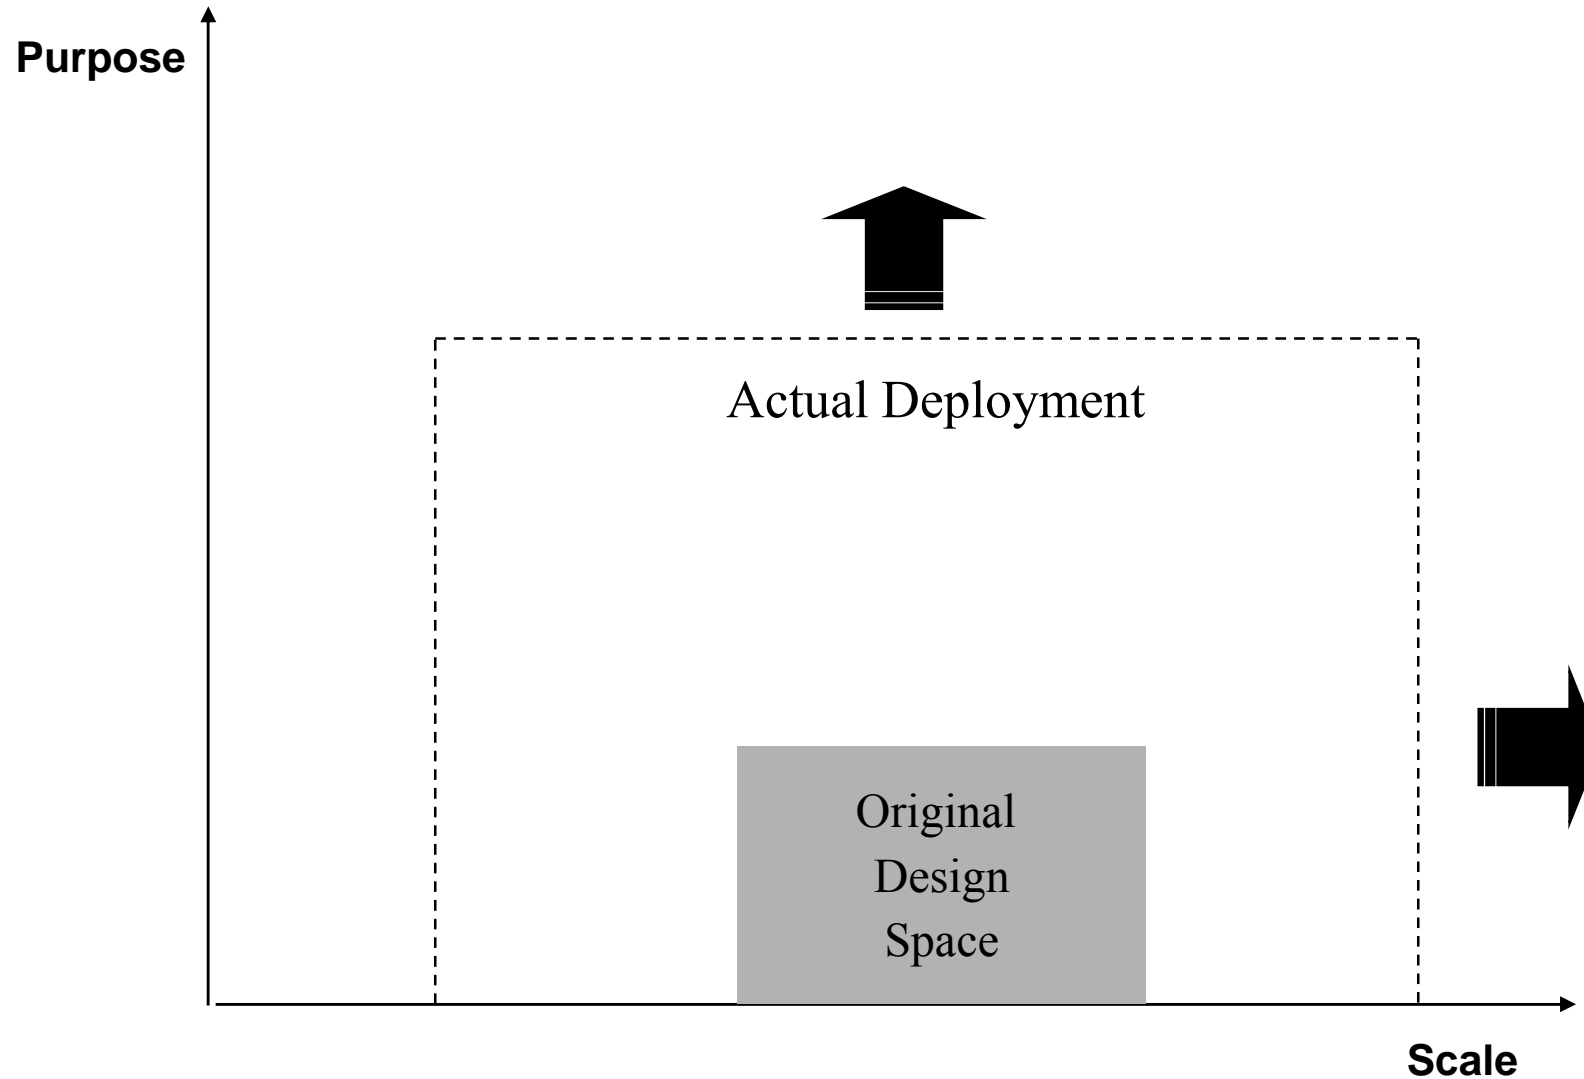 Purpose
Actual Deployment
Original
Design
Space
Scale